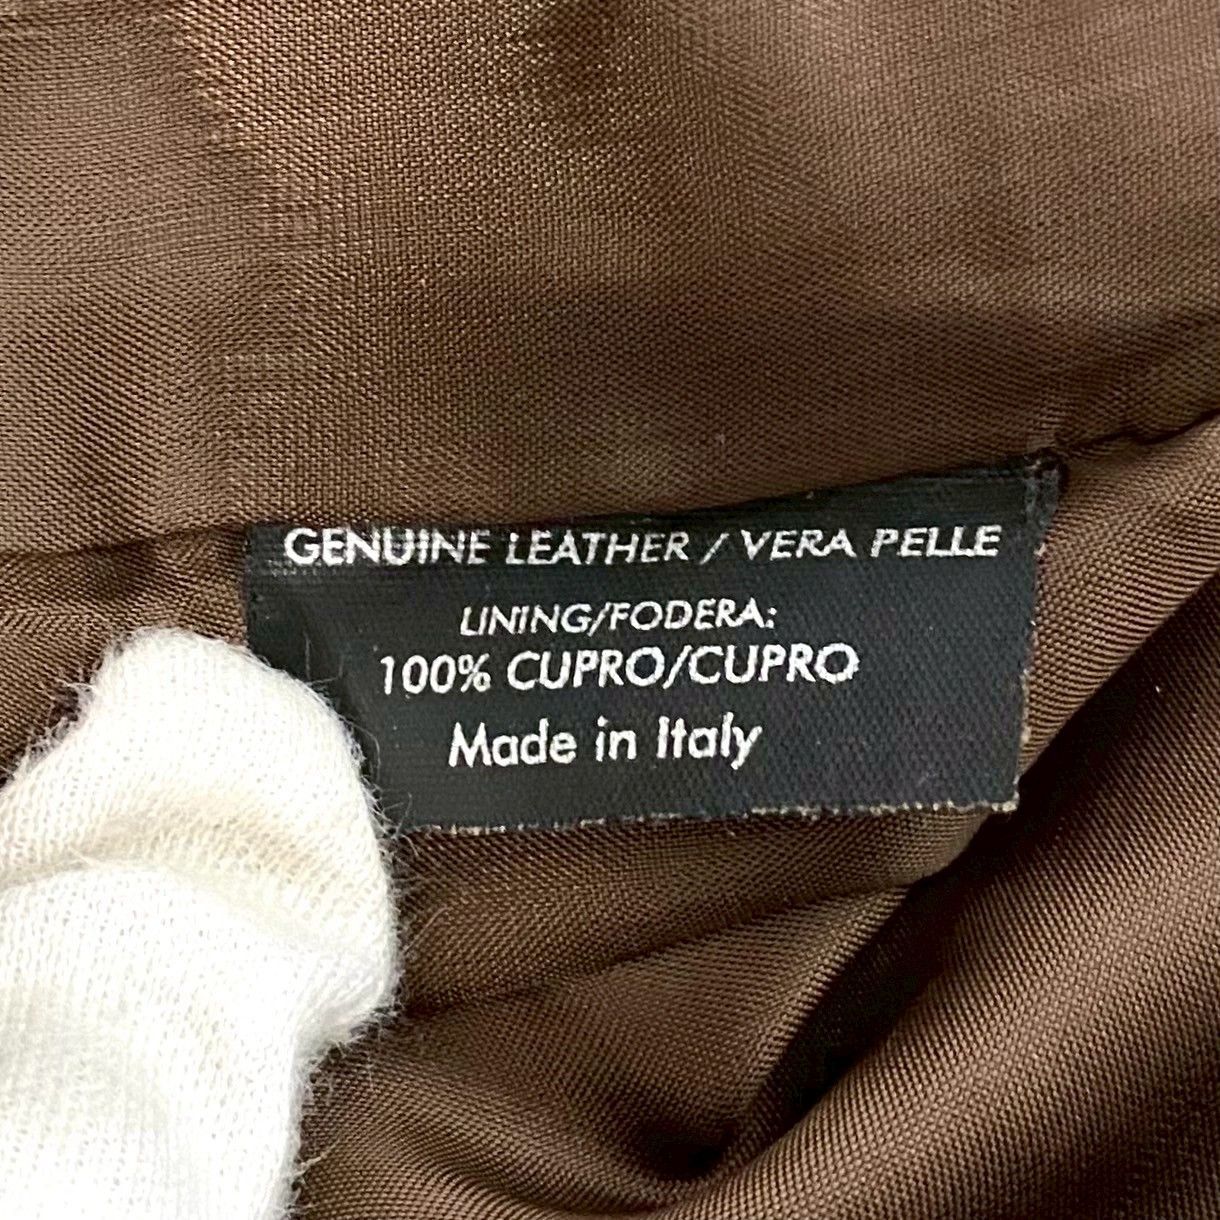 GENUINE LEATHER / VERA PELLE
LINING/FODERA:
100% CUPRO/CUPRO
Made in Italy